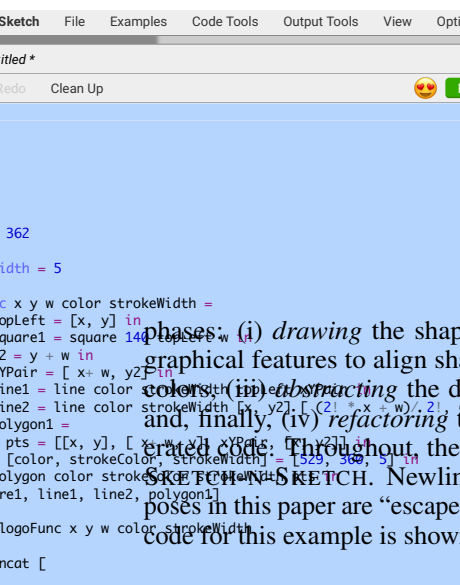 Sketch File Examples Code Tools Output Tools View Opti
itled *
Redo Clean Up
362
idth = 5
c x y w color strokeWidth =
opLeft = [x, y] in
quare1 = square 140 topLeft w in
2 = y + w in
YPair = [ x+ w, y2] in
ine1 = line color strokeWidth topLeft xYPair in
ine2 = line color strokeWidth [x, y2] [ (2! * x + w)/ 2!,
olygon1 =
pts = [[x, y], [ x+ w, y], xYPair, [x, y2]] in
[color, strokeColor, strokeWidth] = [529, 360, 5] in
olygon color strokeColor strokeWidth pts in
re1, line1, line2, polygon1]
logoFunc x y w color strokeWidth
ncat [
phases: (i) drawing the shap
graphical features to align sha
colors, (iii) abstracting the d
and, finally, (iv) refactoring t
erated code. Throughout, the
SKETCH-N-SKETCH. Newlin
poses in this paper are “escape
code for this example is shown